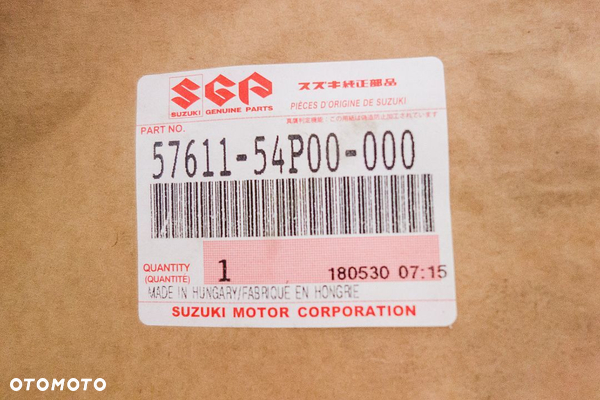 SGP
スズキ純正部品
SUZUKI GENUINE PARTS
PIÈCES D'ORIGINE DE SUZUKI
PART NO.
57611-54P00-000
QUANTITY
(QUANTITÉ)
1
180530 07:15
MADE IN HUNGARY/FABRIQUÉ EN HONGRIE
SUZUKI MOTOR CORPORATION
OTOMOTO